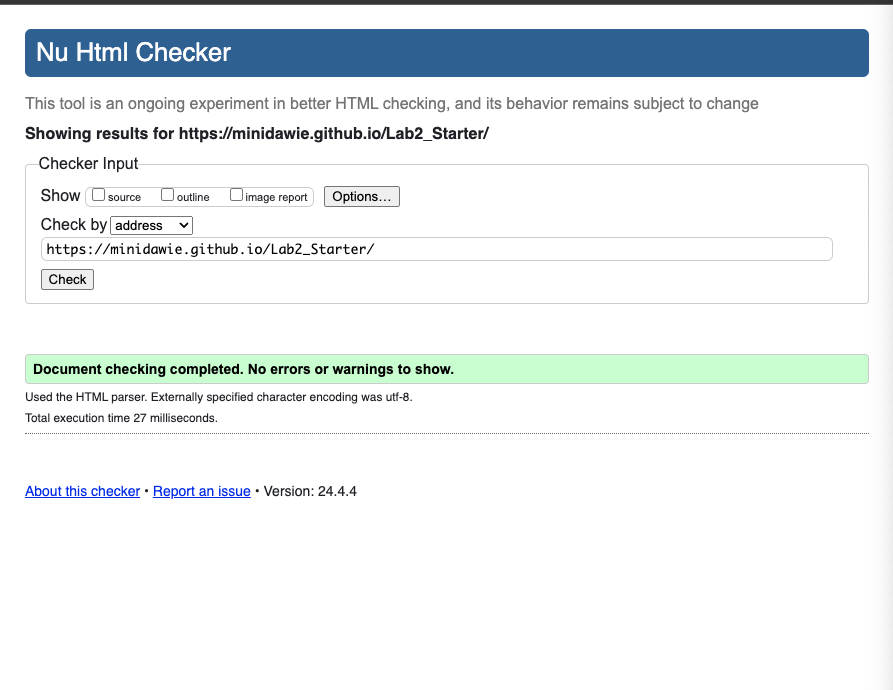 Nu Html Checker
This tool is an ongoing experiment in better HTML checking, and its behavior remains subject to change
Showing results for https://minidawie.github.io/Lab2_Starter/
Checker Input
Show source outline image report Options...
Check by address
https://minidawie.github.io/Lab2_Starter/
Check
Document checking completed. No errors or warnings to show.
Used the HTML parser. Externally specified character encoding was utf-8.
Total execution time 27 milliseconds.
About this checker • Report an issue • Version: 24.4.4